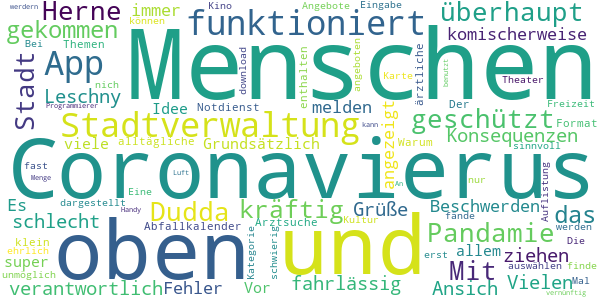 werdern
Herne
immer
Kino
Angebote
Eingabe
überhaupt
gekommen
funktioniert
Bei
Themen
können
komischerweise
Stadt
App
Menschen
download
enthalten
angeboten
Karte
ärztliche
Der
Theater
Leschny
Idee
Notdienst
melden
nich
Programmierer
Freizeit
Stadtverwaltung
geschützt
Format
viele
alltägliche
Grundsätzlich
kann
angezeigt
Warum
Konsequenzen
sinnvoll
benutzt
Coronavierus
fast
Luft
Menge
An
nur
Auflistung
Es
dargestellt
Eine
Handy
Dudda
kräftig
Grüße
Beschwerden
das
schlecht
Abfallkalender
Arztsuche
Kultur
fände
werden
klein
ehrlich
oben
und
Kategorie
schwierig
erst
Pandamie
Die
super
unmöglich
Mit
allem
ziehen
auswählen
finde
verantwortlich
Fehler
Vor
fahrlässig
Ansich
Vielen
Mal
vernünftig